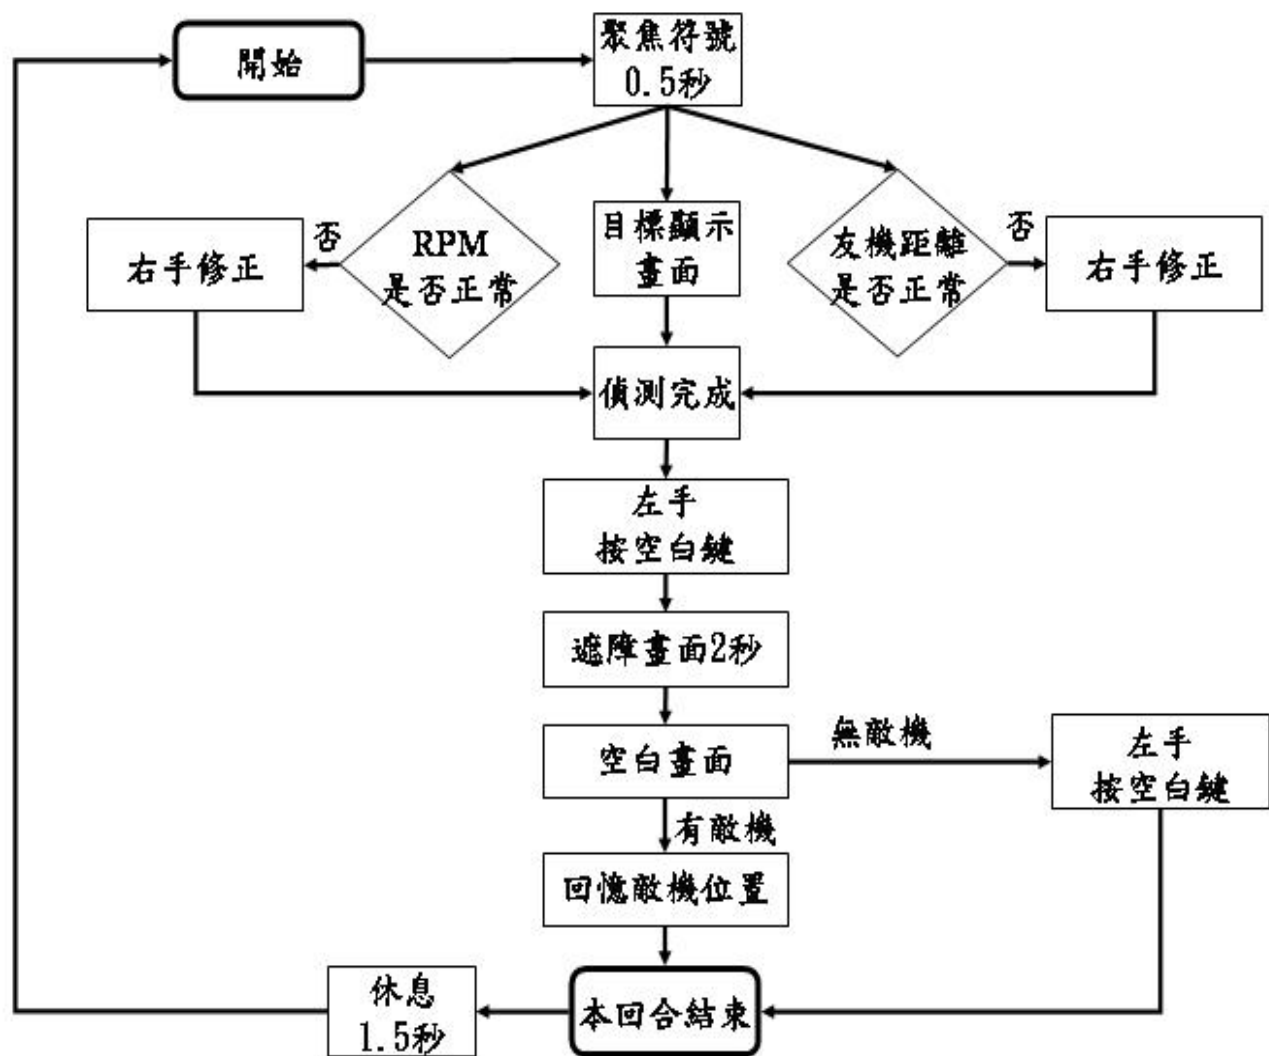 開始
聚焦符號
0.5秒
否
右手修正
RPM
是否正常
目標顯示
畫面
友機距離
是否正常
否
右手修正
偵測完成
左手
按空白鍵
遮障畫面2秒
空白畫面
無敵機
左手
按空白鍵
有敵機
回憶敵機位置
休息
1.5秒
本回合結束